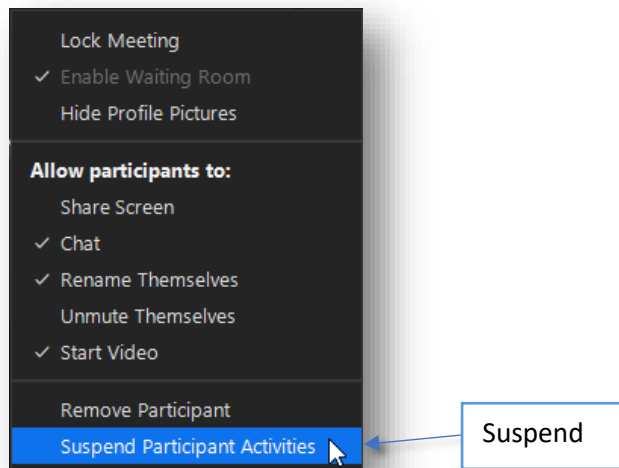 Lock Meeting
Enable Waiting Room
Hide Profile Pictures
Allow participants to:
Share Screen
Chat
Rename Themselves
Unmute Themselves
Start Video
Remove Participant
Suspend Participant Activities
Suspend